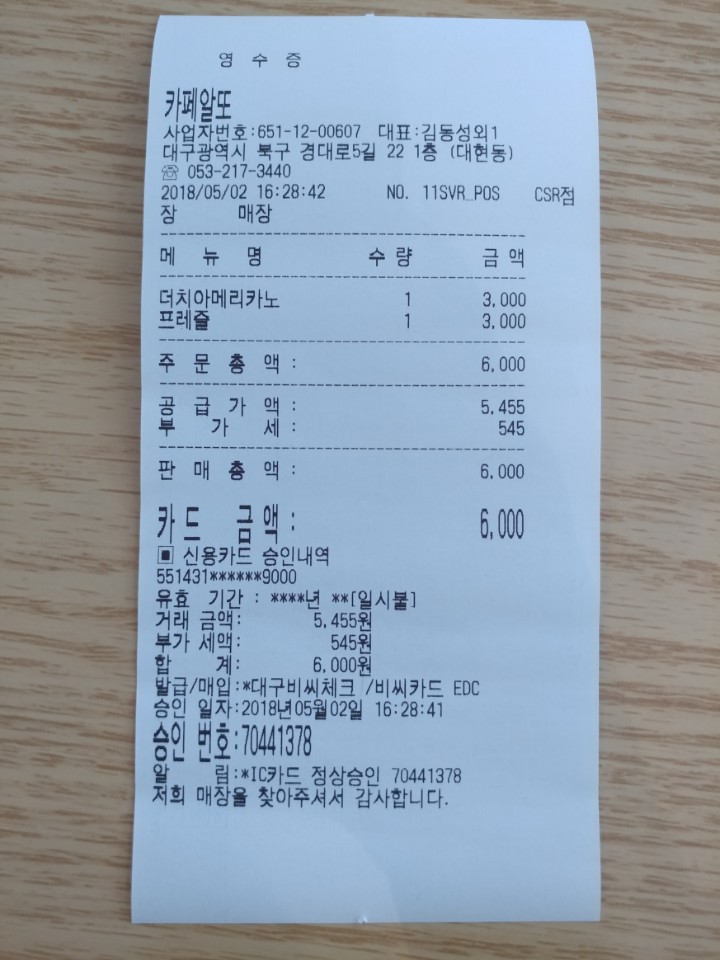 영 수 증
카페알또
사업자번호:651-12-00607 대표:김동성외1
대구광역시 북구 경대로5길 22 1층 (대현동)
☏ 053-217-3440
2018/05/02 16:28:42 NO. 11SVR_POS CSR점
장 매장
메 뉴 명 수 량 금 액
더치아메리카노 1 3,000
프레즐 1 3,000
주 문 총 액 : 6,000
공 급 가 액 : 5,455
부 가 세 : 545
판 매 총 액 : 6,000
카드 금액: 6,000
▣ 신용카드 승인내역
551431******9000
유효 기간 : ****년 **[일시불]
거래 금액: 5,455원
부가 세액: 545원
합 계: 6,000원
발급/매입:*대구비씨체크 /비씨카드 EDC
승인 일자:2018년05월02일 16:28:41
승인 번호:70441378
알 림:*IC카드 정상승인 70441378
저희 매장을 찾아주셔서 감사합니다.